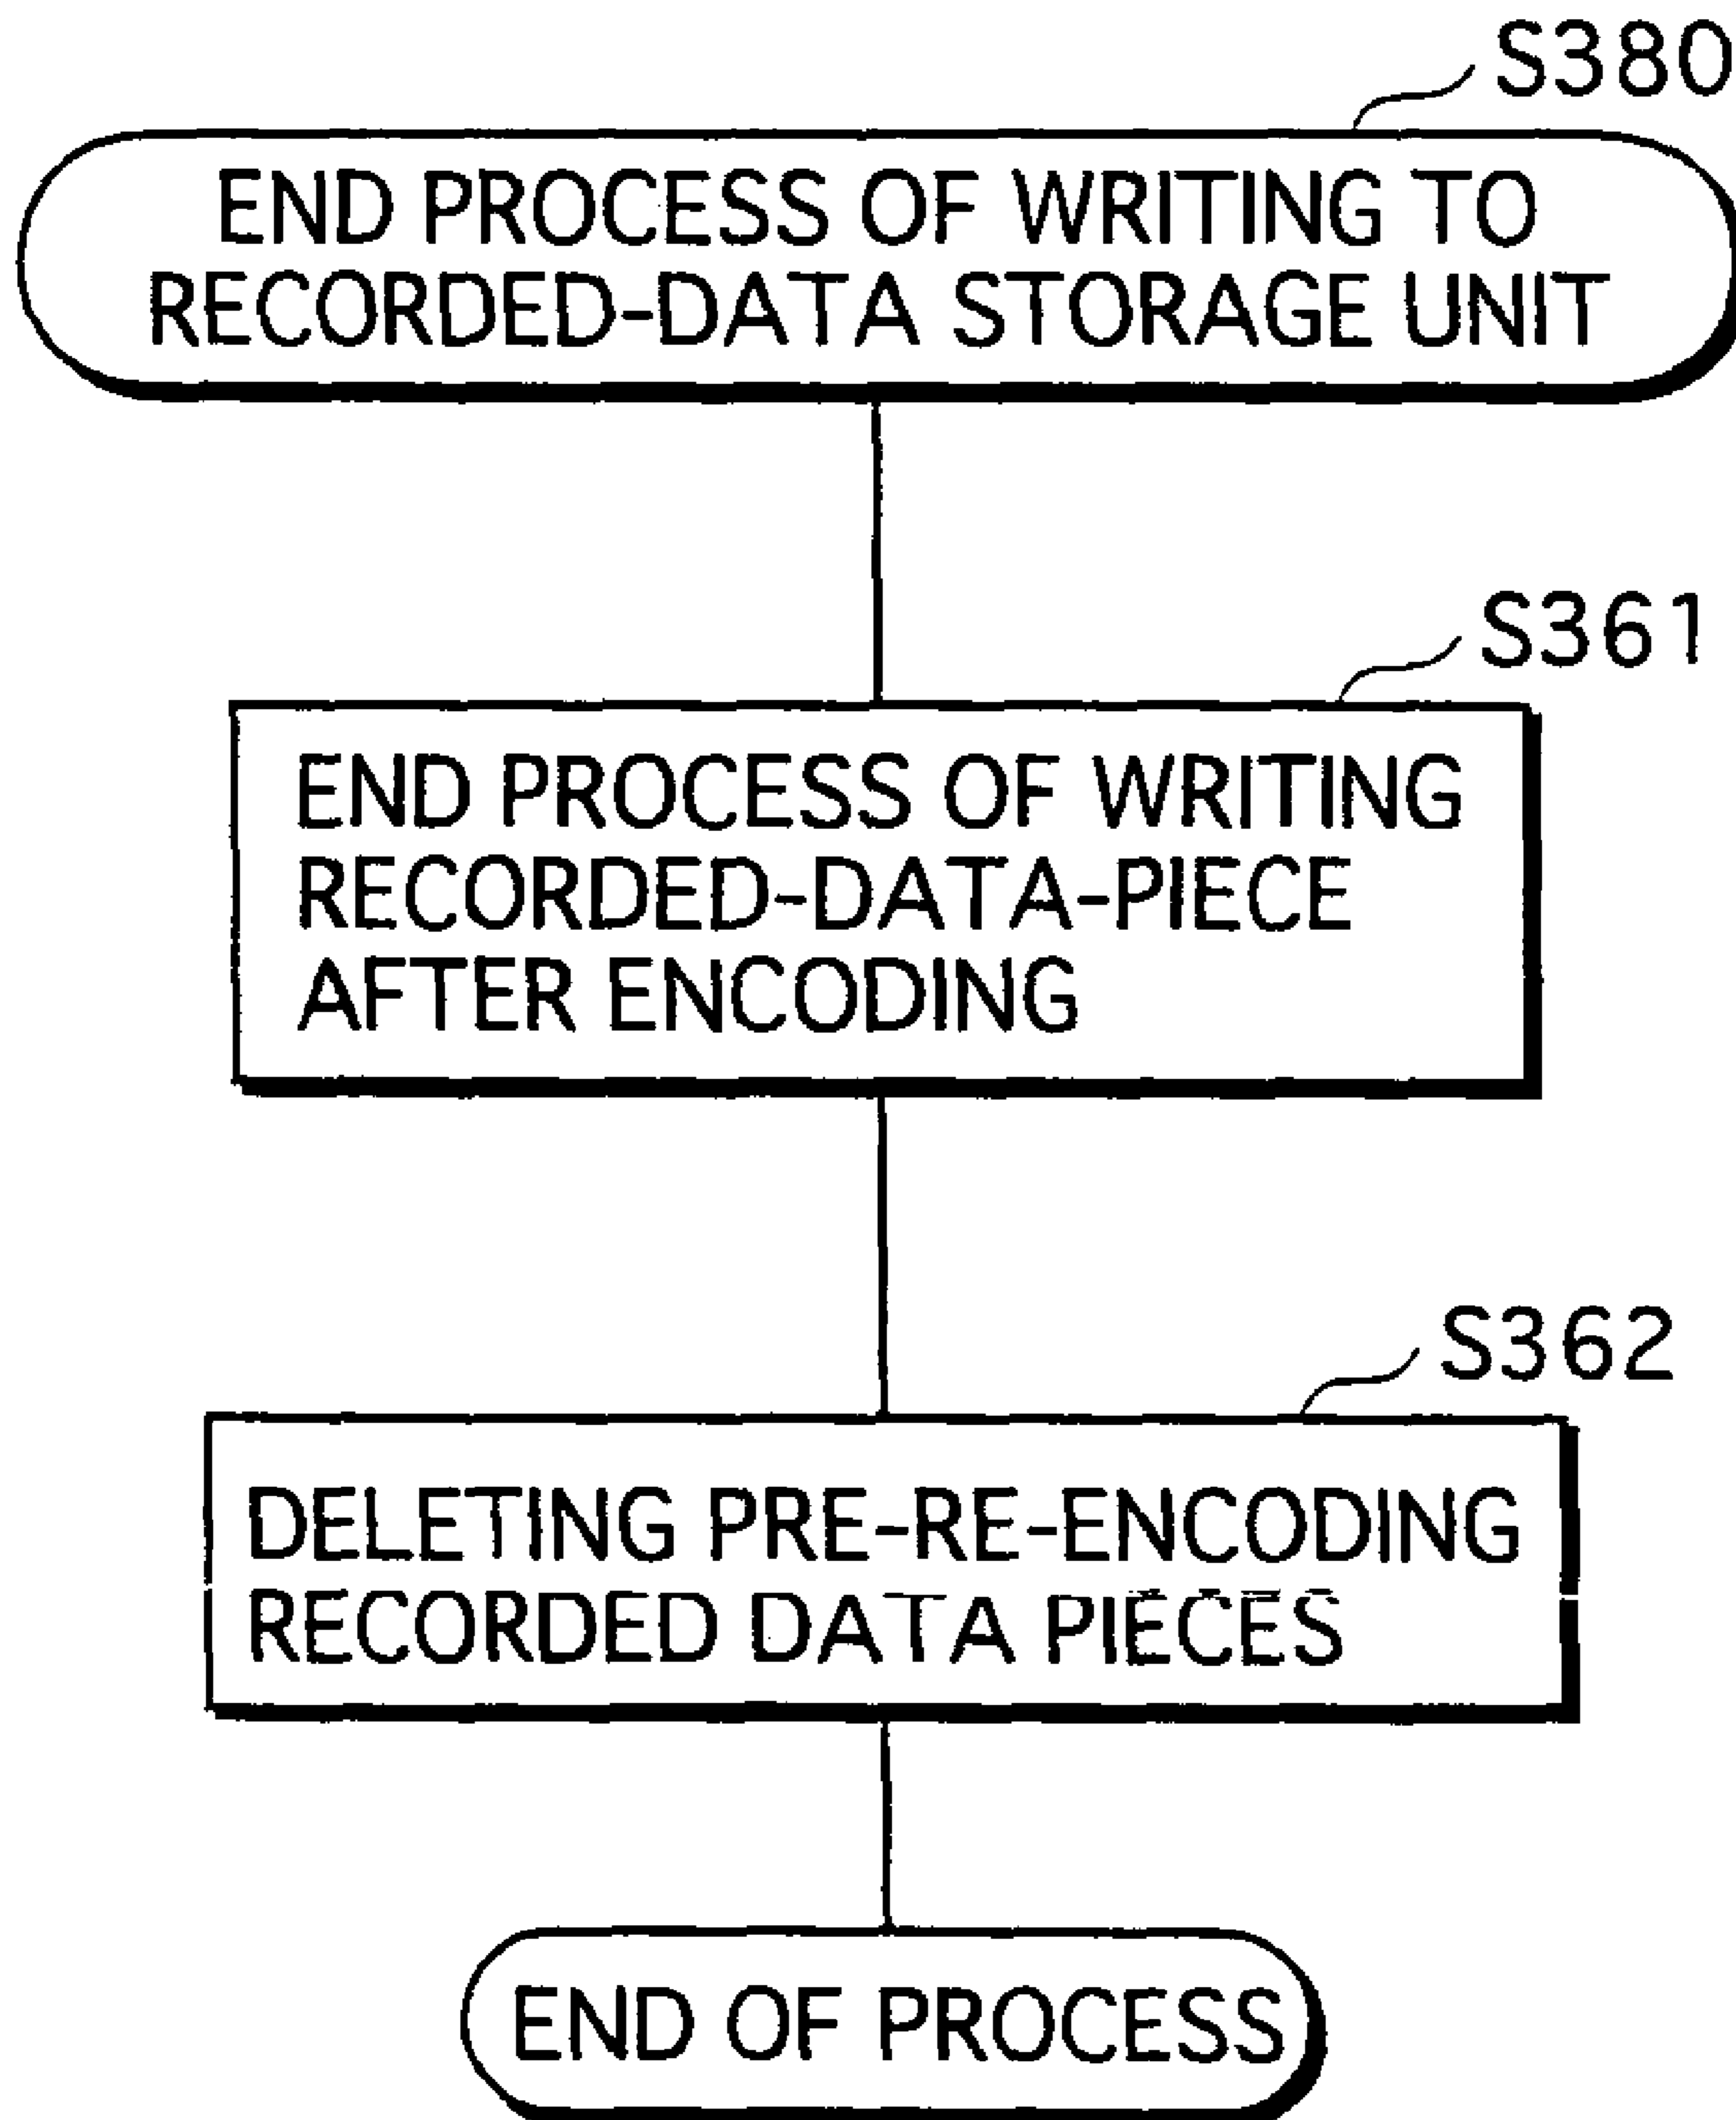 S380
END PROCESS OF WRITING TO
RECORDED-DATA STORAGE UNIT
S361
END PROCESS OF WRITING
RECORDED-DATA-PIECE
AFTER ENCODING
S362
DELETING PRE-RE-ENCODING
RECORDED DATA PIECES
END OF PROCESS